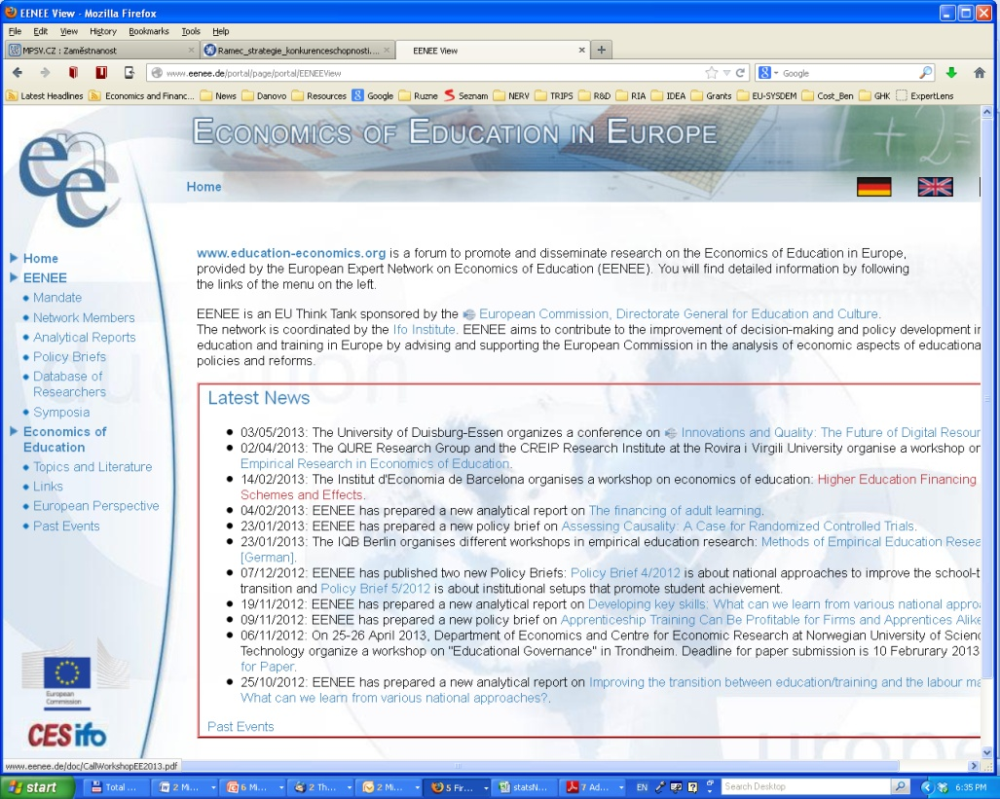 EENEE View - Mozilla Firefox
File Edit View History Bookmarks Tools Help
MPSV.CZ : Zaměstnanost
Ramec_strategie_konkurenceschopnosti....
EENEE View
www.eenee.de/portal/page/portal/EENEEView
Google
Latest Headlines Economics and Financ... News Danovo Resources Google Ruzne Seznam NERV TRIPS R&D RIA IDEA Grants EU-SYSDEM Cost_Ben GHK ExpertLens
ECONOMICS OF EDUCATION IN EUROPE
Home
Home
EENEE
Mandate
Network Members
Analytical Reports
Policy Briefs
Database of
Researchers
Symposia
Economics of
Education
Topics and Literature
Links
European Perspective
Past Events
European
Commission
CESifo
www.education-economics.org is a forum to promote and disseminate research on the Economics of Education in Europe,
provided by the European Expert Network on Economics of Education (EENEE). You will find detailed information by following
the links of the menu on the left.
EENEE is an EU Think Tank sponsored by the European Commission, Directorate General for Education and Culture.
The network is coordinated by the Ifo Institute. EENEE aims to contribute to the improvement of decision-making and policy development in
education and training in Europe by advising and supporting the European Commission in the analysis of economic aspects of educationa
policies and reforms.
Latest News
03/05/2013: The University of Duisburg-Essen organizes a conference on Innovations and Quality: The Future of Digital Resour
02/04/2013: The QURE Research Group and the CREIP Research Institute at the Rovira i Virgili University organise a workshop or
Empirical Research in Economics of Education.
14/02/2013: The Institut d'Economia de Barcelona organises a workshop on economics of education: Higher Education Financing
Schemes and Effects.
04/02/2013: EENEE has prepared a new analytical report on The financing of adult learning.
23/01/2013: EENEE has prepared a new policy brief on Assessing Causality: A Case for Randomized Controlled Trials.
23/01/2013: The IQB Berlin organises different workshops in empirical education research: Methods of Empirical Education Resea
[German].
07/12/2012: EENEE has published two new Policy Briefs: Policy Brief 4/2012 is about national approaches to improve the school-t
transition and Policy Brief 5/2012 is about institutional setups that promote student achievement.
19/11/2012: EENEE has prepared a new analytical report on Developing key skills: What can we learn from various national appro
09/11/2012: EENEE has prepared a new policy brief on Apprenticeship Training Can Be Profitable for Firms and Apprentices Alike
06/11/2012: On 25-26 April 2013, Department of Economics and Centre for Economic Research at Norwegian University of Scienc
Technology organize a workshop on "Educational Governance" in Trondheim. Deadline for paper submission is 10 Februrary 2013
for Paper.
25/10/2012: EENEE has prepared a new analytical report on Improving the transition between education/training and the labour ma
What can we learn from various national approaches?.
Past Events
www.eenee.de/doc/CallWorkshopEE2013.pdf
start Total ... 2 Mi... 6 Mi... 2 Th... 2 Mi... 5 Fir... statsN... 7 Ad... EN Search Desktop 6:35 PM